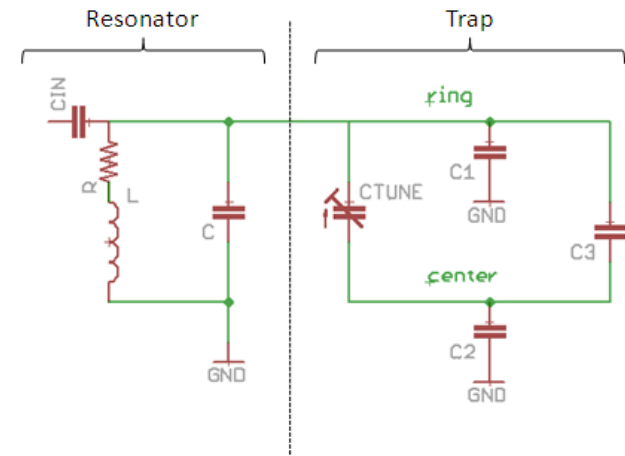 Resonator
Trap
CIN
ring
R
L
C1
CTUNE
GND
C
C3
center
C2
GND
GND